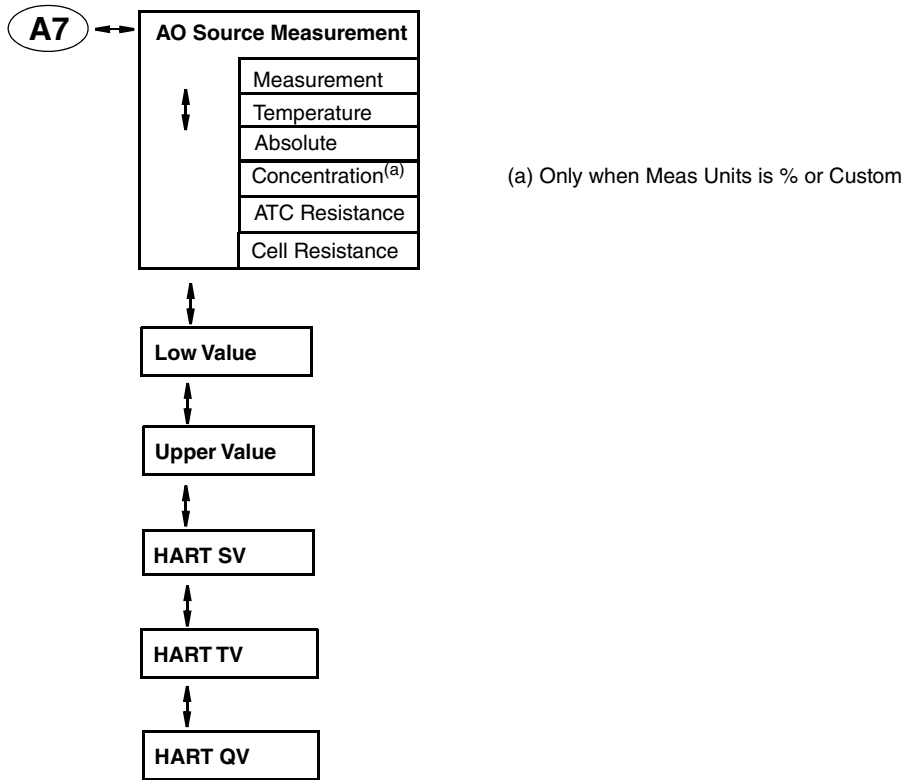 A7
AO Source Measurement
Measurement
Temperature
Absolute
Concentration(a)
(a) Only when Meas Units is % or Custom
ATC Resistance
Cell Resistance
Low Value
Upper Value
HART SV
HART TV
HART QV